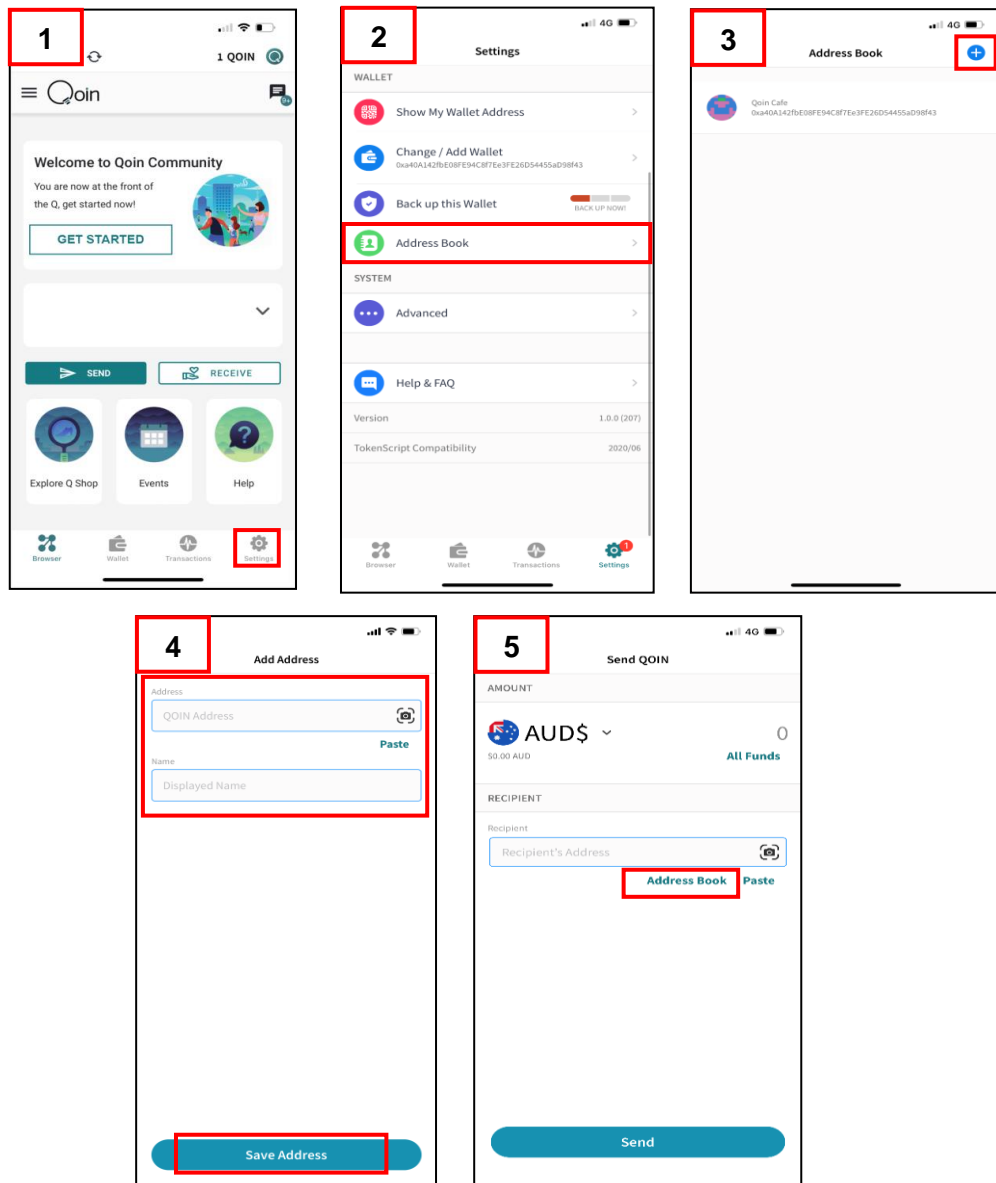 1
1 QOIN
Qoin
9+
Welcome to Qoin Community
You are now at the front of
the Q, get started now!
GET STARTED
SEND
RECEIVE
Explore Q Shop
Events
Help
Browser
Wallet
Transactions
Settings
2
4G
Settings
WALLET
Show My Wallet Address
Change / Add Wallet
0xa40A142fbE08FE94C8f7Ee3FE26D54455aD98f43
Back up this Wallet
BACK UP NOW!
Address Book
SYSTEM
Advanced
Help & FAQ
Version
1.0.0 (207)
TokenScript Compatibility
2020/06
1
Browser
Wallet
Transactions
Settings
3
4G
Address Book
Qoin Cafe
0xa40A142fbE08FE94C8f7Ee3FE26D54455aD98f43
4
Add Address
Address
QOIN Address
Paste
Name
Displayed Name
Save Address
5
4G
Send QOIN
AMOUNT
AUD$
0
$0.00 AUD
All Funds
RECIPIENT
Recipient
Recipient's Address
Address Book
Paste
Send